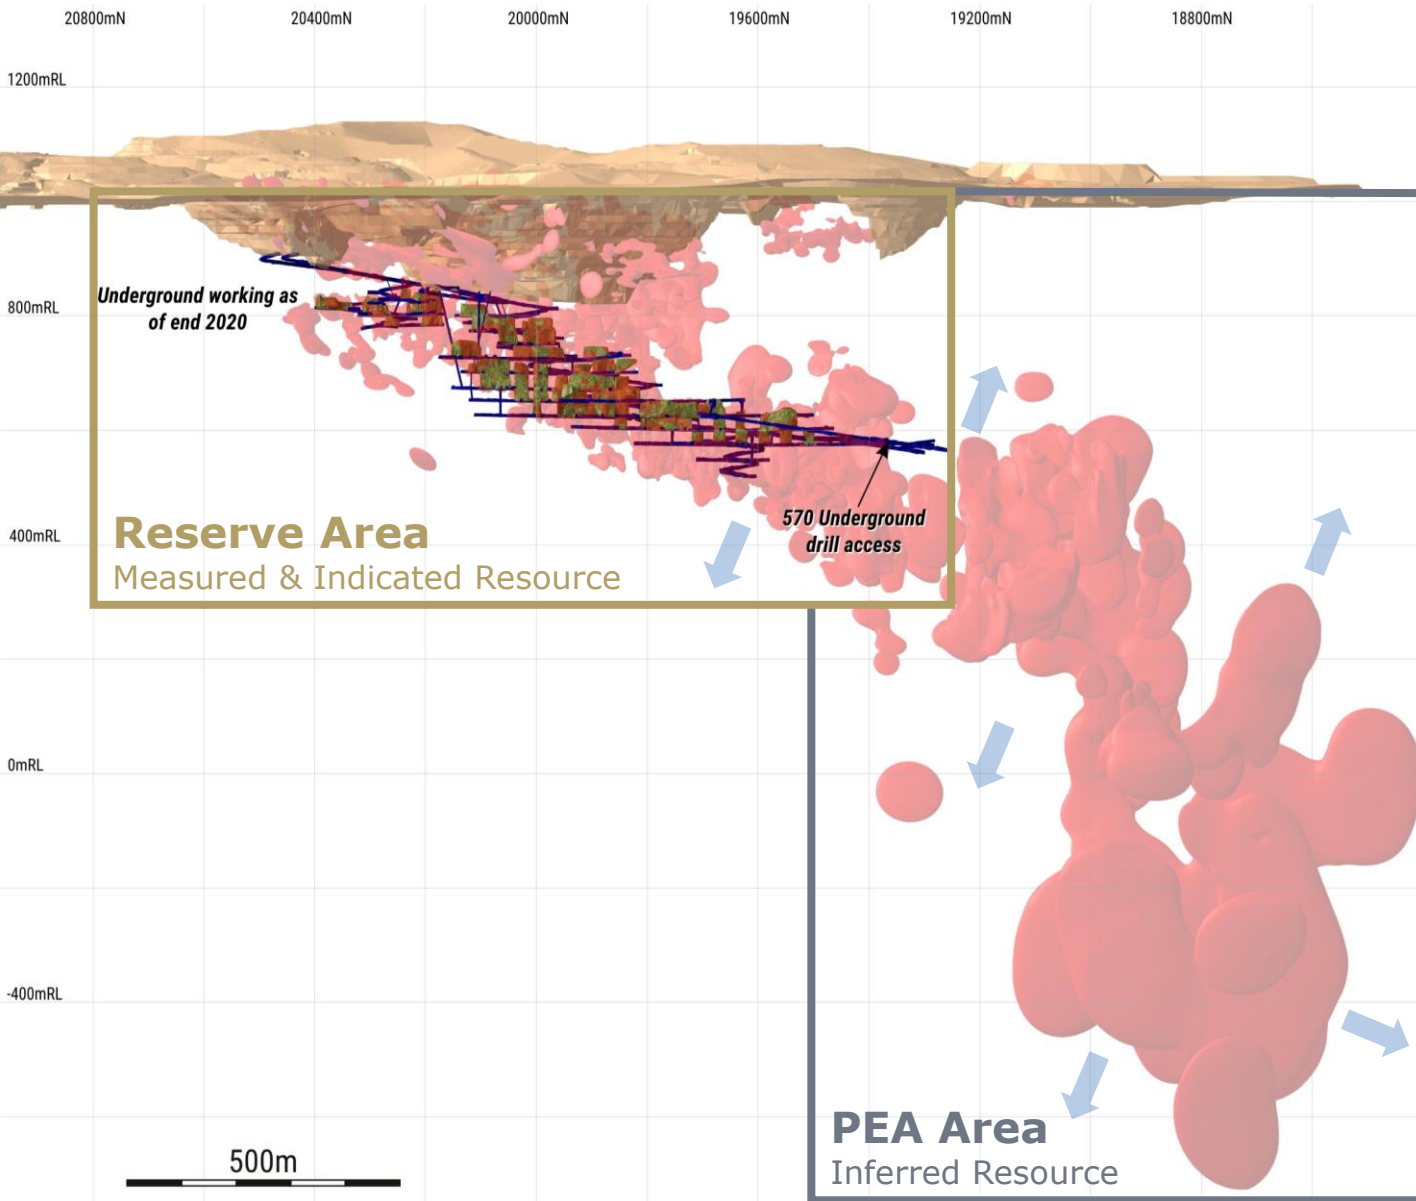 20800mN
20400mN
20000mN
19600mN
19200mN
18800mN
1200mRL
800mRL
Underground working as
of end 2020
400mRL
570 Underground
drill access
Reserve Area
Measured & Indicated Resource
0mRL
-400mRL
PEA Area
Inferred Resource
500m